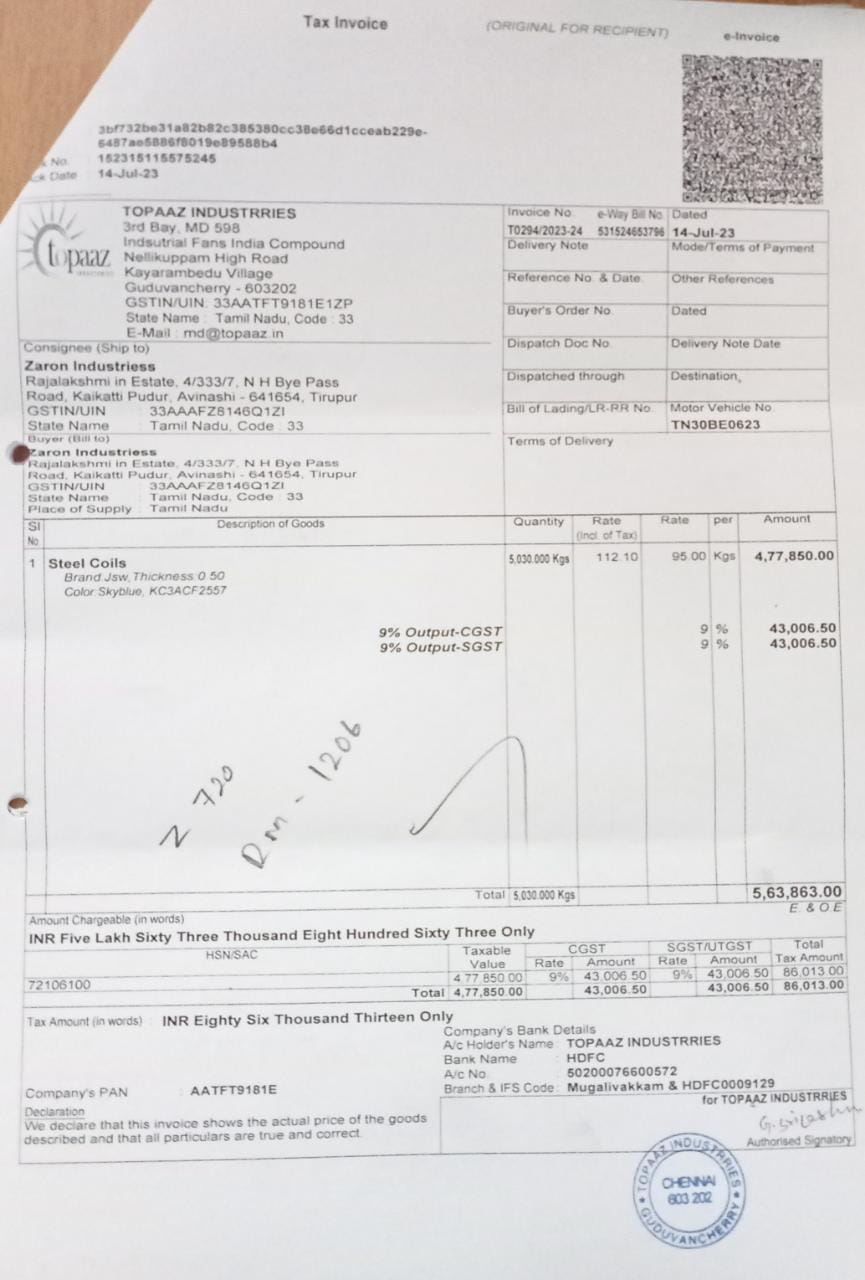 Tax Invoice
(ORIGINAL FOR RECIPIENT)
e-Invoice
3bf732be31a82b82c385380cc38e66d1cceab229e-
6487ae5886f8019e89588b4
No. 152315115575245
Date 14-Jul-23
topaaz
TOPAAZ INDUSTRRIES
3rd Bay, MD 598
Indsutrial Fans India Compound
Nellikuppam High Road
Kayarambedu Village
Guduvancherry - 603202
GSTIN/UIN: 33AATFT9181E1ZP
State Name : Tamil Nadu, Code : 33
E-Mail : md@topaaz.in
Invoice No. e-Way Bill No. Dated
T0294/2023-24 531524653796 14-Jul-23
Delivery Note Mode/Terms of Payment
Reference No. & Date. Other References
Buyer's Order No. Dated
Dispatch Doc No. Delivery Note Date
Dispatched through Destination
Bill of Lading/LR-RR No. Motor Vehicle No.
TN30BE0623
Terms of Delivery
Consignee (Ship to)
Zaron Industriess
Rajalakshmi in Estate, 4/333/7, N H Bye Pass
Road, Kaikatti Pudur, Avinashi - 641654, Tirupur
GSTIN/UIN : 33AAAFZ8146Q1ZI
State Name : Tamil Nadu, Code : 33
Buyer (Bill to)
Zaron Industriess
Rajalakshmi in Estate, 4/333/7, N H Bye Pass
Road, Kaikatti Pudur, Avinashi - 641654, Tirupur
GSTIN/UIN : 33AAAFZ8146Q1ZI
State Name : Tamil Nadu, Code : 33
Place of Supply : Tamil Nadu
Sl No. Description of Goods Quantity Rate (Incl. of Tax) Rate per Amount
1 Steel Coils 5,030.000 Kgs 112.10 95.00 Kgs 4,77,850.00
Brand Jsw, Thickness 0.50
Color Skyblue, KC3ACF2557
9% Output-CGST 9 % 43,006.50
9% Output-SGST 9 % 43,006.50
Z 720
RM - 1206
Total 5,030.000 Kgs 5,63,863.00
Amount Chargeable (in words) E. & O.E
INR Five Lakh Sixty Three Thousand Eight Hundred Sixty Three Only
HSN/SAC Taxable Value CGST Rate Amount SGST/UTGST Rate Amount Total Tax Amount
72106100 4,77,850.00 9% 43,006.50 9% 43,006.50 86,013.00
Total 4,77,850.00 43,006.50 43,006.50 86,013.00
Tax Amount (in words) : INR Eighty Six Thousand Thirteen Only
Company's Bank Details
A/c Holder's Name : TOPAAZ INDUSTRRIES
Bank Name : HDFC
A/c No. : 50200076600572
Branch & IFS Code : Mugalivakkam & HDFC0009129
Company's PAN : AATFT9181E
Declaration
We declare that this invoice shows the actual price of the goods
described and that all particulars are true and correct.
for TOPAAZ INDUSTRRIES
Authorised Signatory
TOPAAZ INDUSTRRIES
CHENNAI
603 202
GUDUVANCHERRY